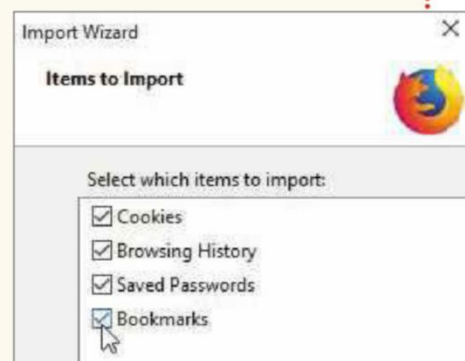 Import Wizard
Items to Import
Select which items to import:
Cookies
Browsing History
Saved Passwords
Bookmarks